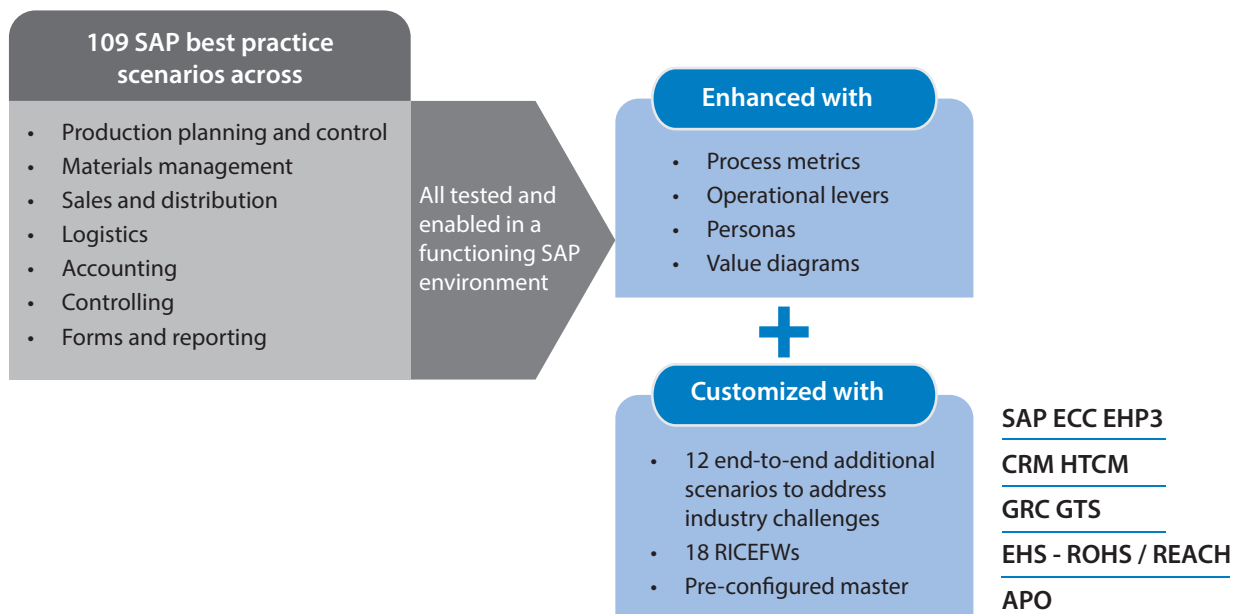 109 SAP best practice
scenarios across
• Production planning and control
• Materials management
• Sales and distribution
• Logistics
• Accounting
• Controlling
• Forms and reporting
All tested and
enabled in a
functioning SAP
environment
Enhanced with
• Process metrics
• Operational levers
• Personas
• Value diagrams
+
Customized with
• 12 end-to-end additional
scenarios to address
industry challenges
• 18 RICEFWs
• Pre-configured master
SAP ECC EHP3
CRM HTCM
GRC GTS
EHS - ROHS / REACH
APO